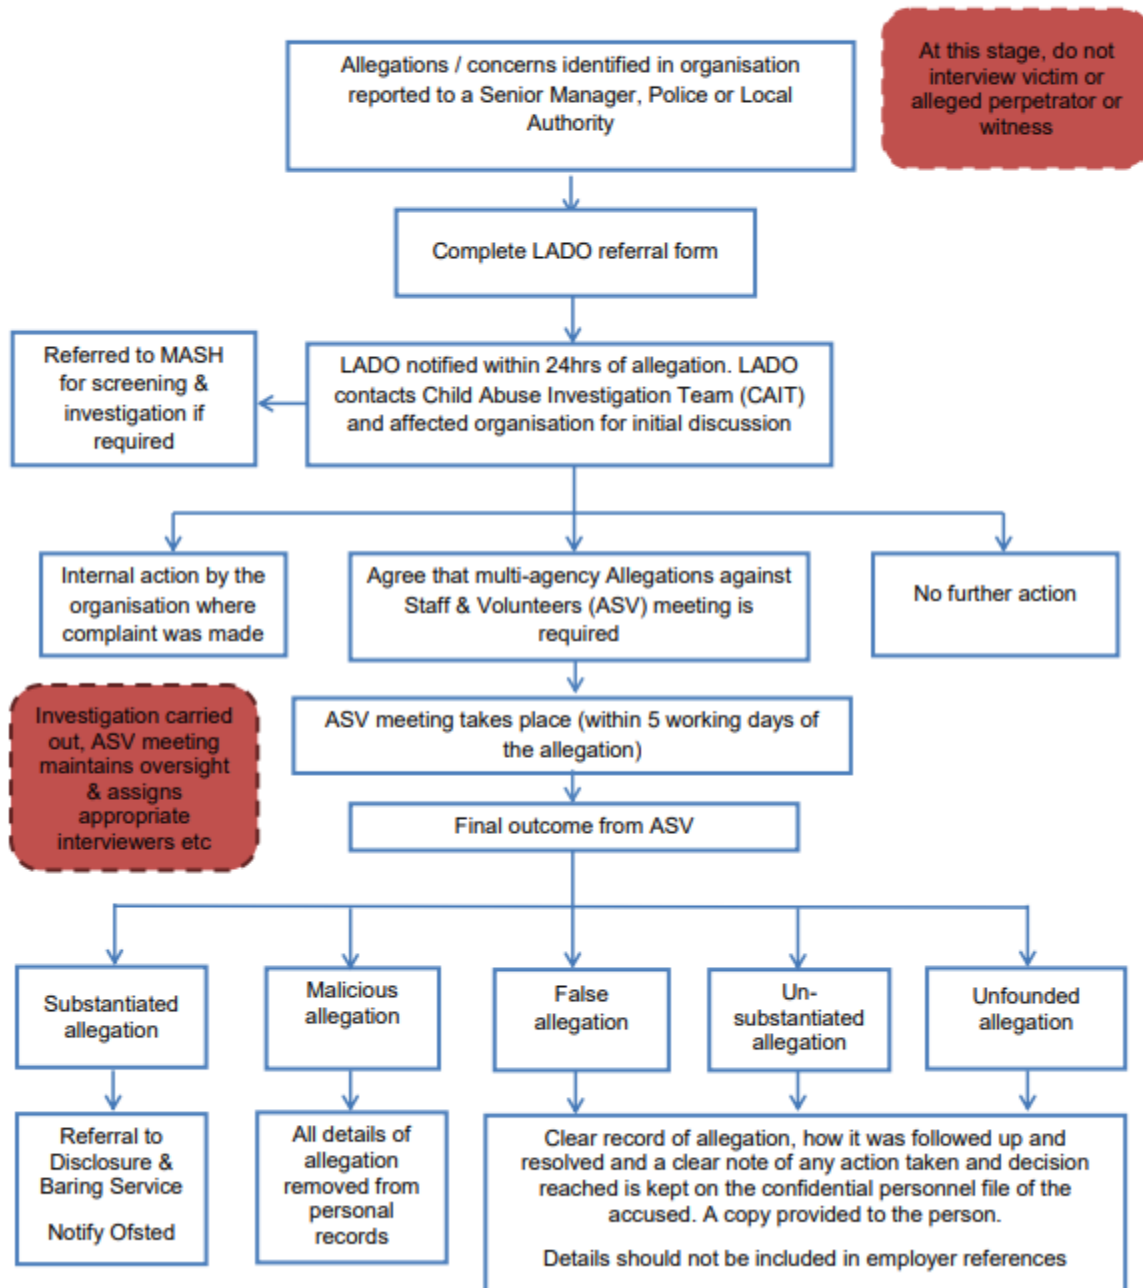 Allegations / concerns identified in organisation
reported to a Senior Manager, Police or Local
Authority
At this stage, do not
interview victim or
alleged perpetrator or
witness
Complete LADO referral form
Referred to MASH
for screening &
investigation if
required
LADO notified within 24hrs of allegation. LADO
contacts Child Abuse Investigation Team (CAIT)
and affected organisation for initial discussion
Internal action by the
organisation where
complaint was made
Agree that multi-agency Allegations against
Staff & Volunteers (ASV) meeting is
required
No further action
Investigation carried
out, ASV meeting
maintains oversight
& assigns
appropriate
interviewers etc
ASV meeting takes place (within 5 working days of
the allegation)
Final outcome from ASV
Substantiated
allegation
Malicious
allegation
False
allegation
Un-
substantiated
allegation
Unfounded
allegation
Referral to
Disclosure &
Baring Service
Notify Ofsted
All details of
allegation
removed from
personal
records
Clear record of allegation, how it was followed up and
resolved and a clear note of any action taken and decision
reached is kept on the confidential personnel file of the
accused. A copy provided to the person.
Details should not be included in employer references